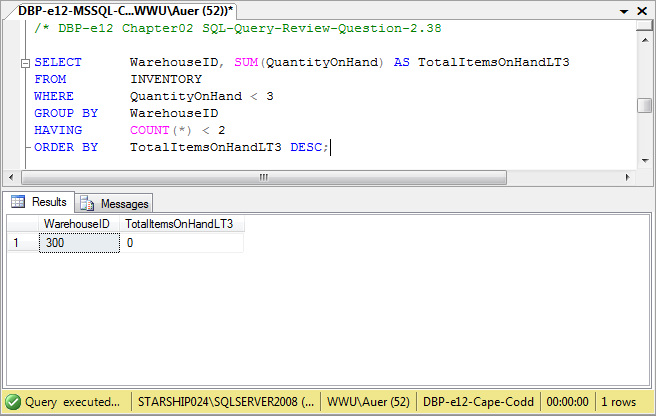 DBP-e12-MSSQL-C...WWU\Auer (52))*
/* DBP-e12 Chapter02 SQL-Query-Review-Question-2.38
SELECT WarehouseID, SUM(QuantityOnHand) AS TotalItemsOnHandLT3
FROM INVENTORY
WHERE QuantityOnHand < 3
GROUP BY WarehouseID
HAVING COUNT(*) < 2
ORDER BY TotalItemsOnHandLT3 DESC;
Results Messages
WarehouseID TotalItemsOnHandLT3
1 300 0
Query executed... STARSHIP024\SQLSERVER2008 (... WWU\Auer (52) DBP-e12-Cape-Codd 00:00:00 1 rows